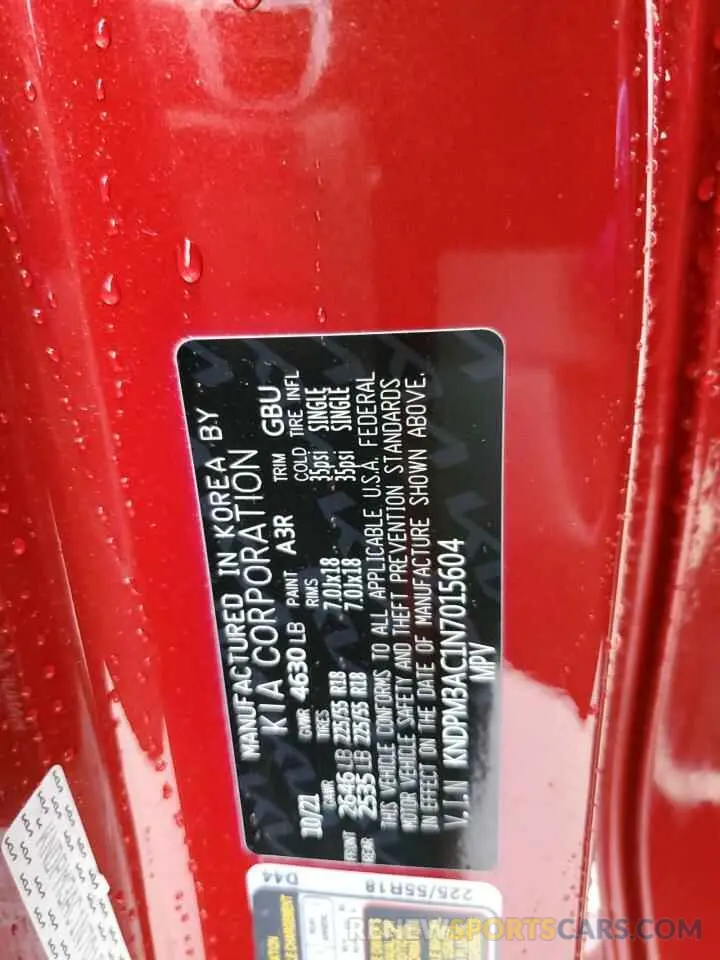 MANUFACTURED IN KOREA BY
KIA CORPORATION
10/21 GVWR 4630 LB PAINT A3R TRIM GBU
GAWR TIRES RIMS COLD TIRE INFL
FRONT 2646 LB 225/55 R18 7.0Jx18 35psi SINGLE
REAR 2535 LB 225/55 R18 7.0Jx18 35psi SINGLE
THIS VEHICLE CONFORMS TO ALL APPLICABLE U.S.A. FEDERAL
MOTOR VEHICLE SAFETY AND THEFT PREVENTION STANDARDS
IN EFFECT ON THE DATE OF MANUFACTURE SHOWN ABOVE.
V.I.N KNDPM3AC1N7015604
MPV
D44
225/55R18
RENEWSPORTSCARS.COM